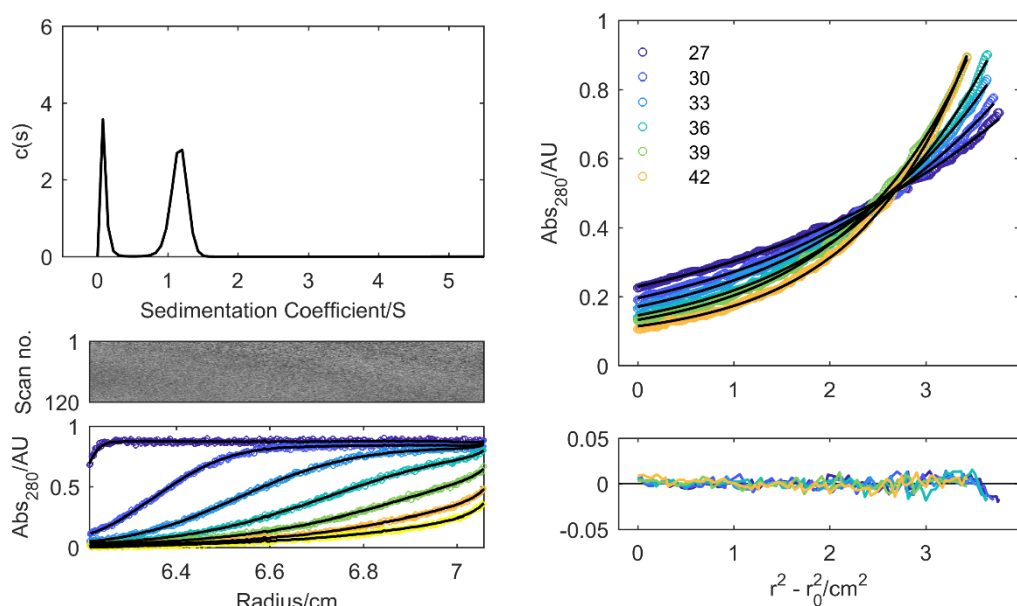 6
4
2
0
c(s)
0 1 2 3 4 5
Sedimentation Coefficient/S
1
120
Scan no.
1
0.5
0
Abs280/AU
6.4 6.6 6.8 7
Radius/cm
1
0.8
0.6
0.4
0.2
0
Abs280/AU
27
30
33
36
39
42
0 1 2 3
0.05
0
-0.05
0 1 2 3
r² - r₀²/cm²